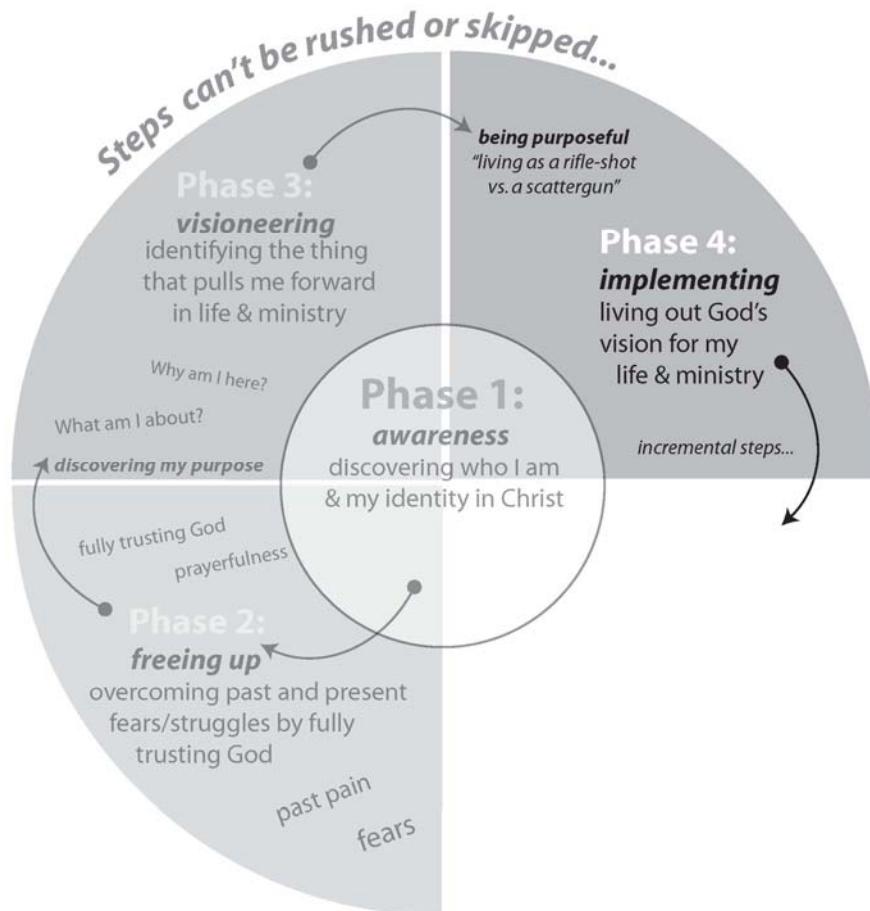 Steps can't be rushed or skipped...
being purposeful
"living as a rifle-shot
vs. a scattergun"
Phase 3:
visioneering
identifying the thing
that pulls me forward
in life & ministry
Why am I here?
What am I about?
discovering my purpose
Phase 4:
implementing
living out God's
vision for my
life & ministry
incremental steps...
Phase 1:
awareness
discovering who I am
& my identity in Christ
fully trusting God
prayerfulness
Phase 2:
freeing up
overcoming past and present
fears/struggles by fully
trusting God
past pain
fears